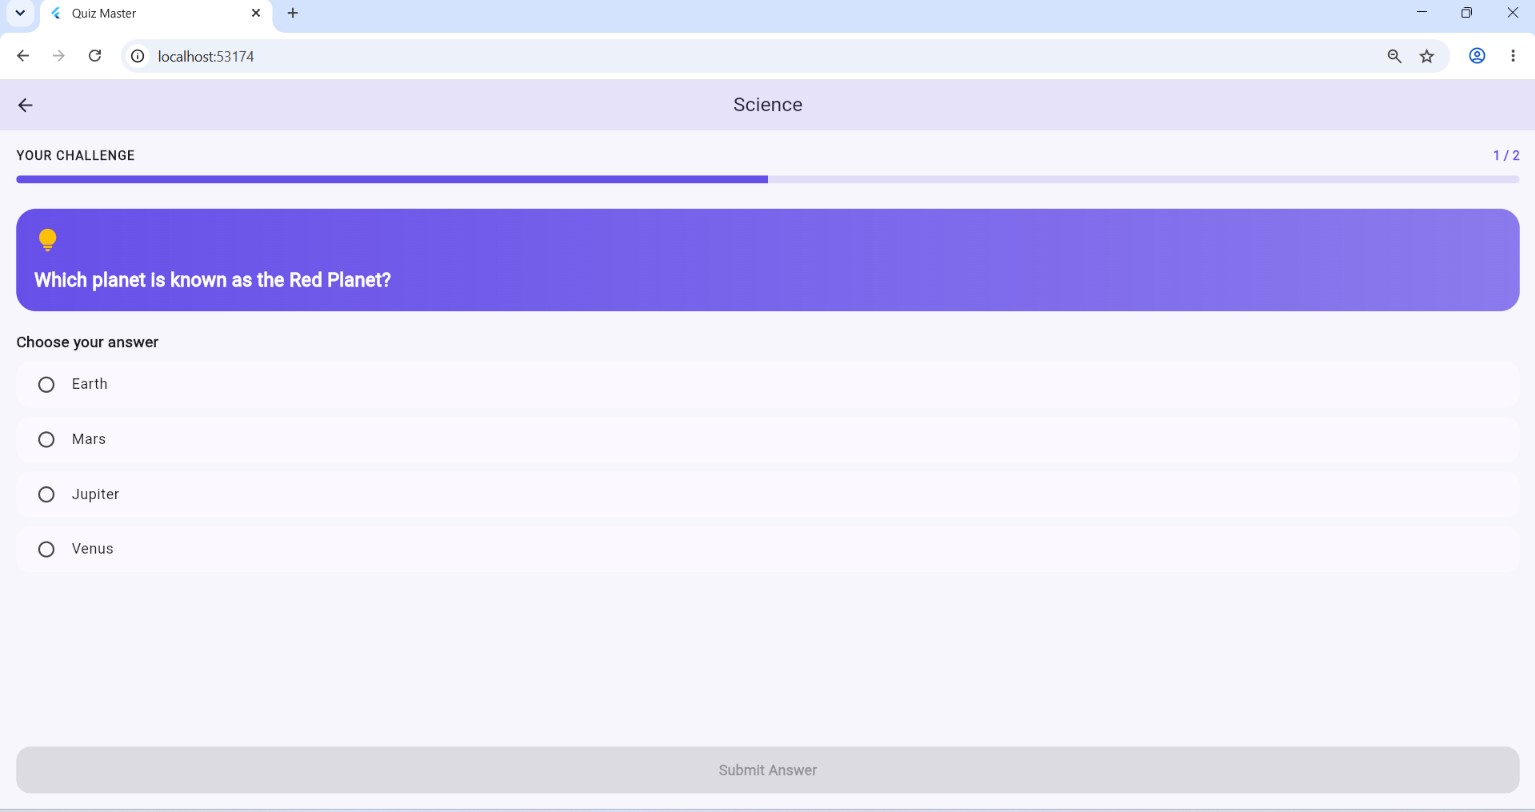 Quiz Master
localhost:53174
Science
YOUR CHALLENGE 1 / 2
Which planet is known as the Red Planet?
Choose your answer
Earth
Mars
Jupiter
Venus
Submit Answer